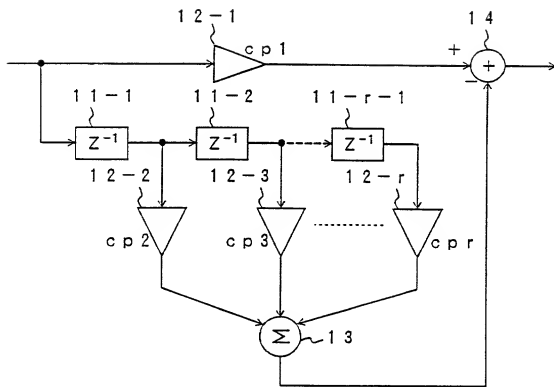 12-1
cp1
14
+
+
-
11-1
11-2
11-r-1
Z⁻¹
Z⁻¹
Z⁻¹
12-2
12-3
12-r
cp2
cp3
cpr
Σ
13